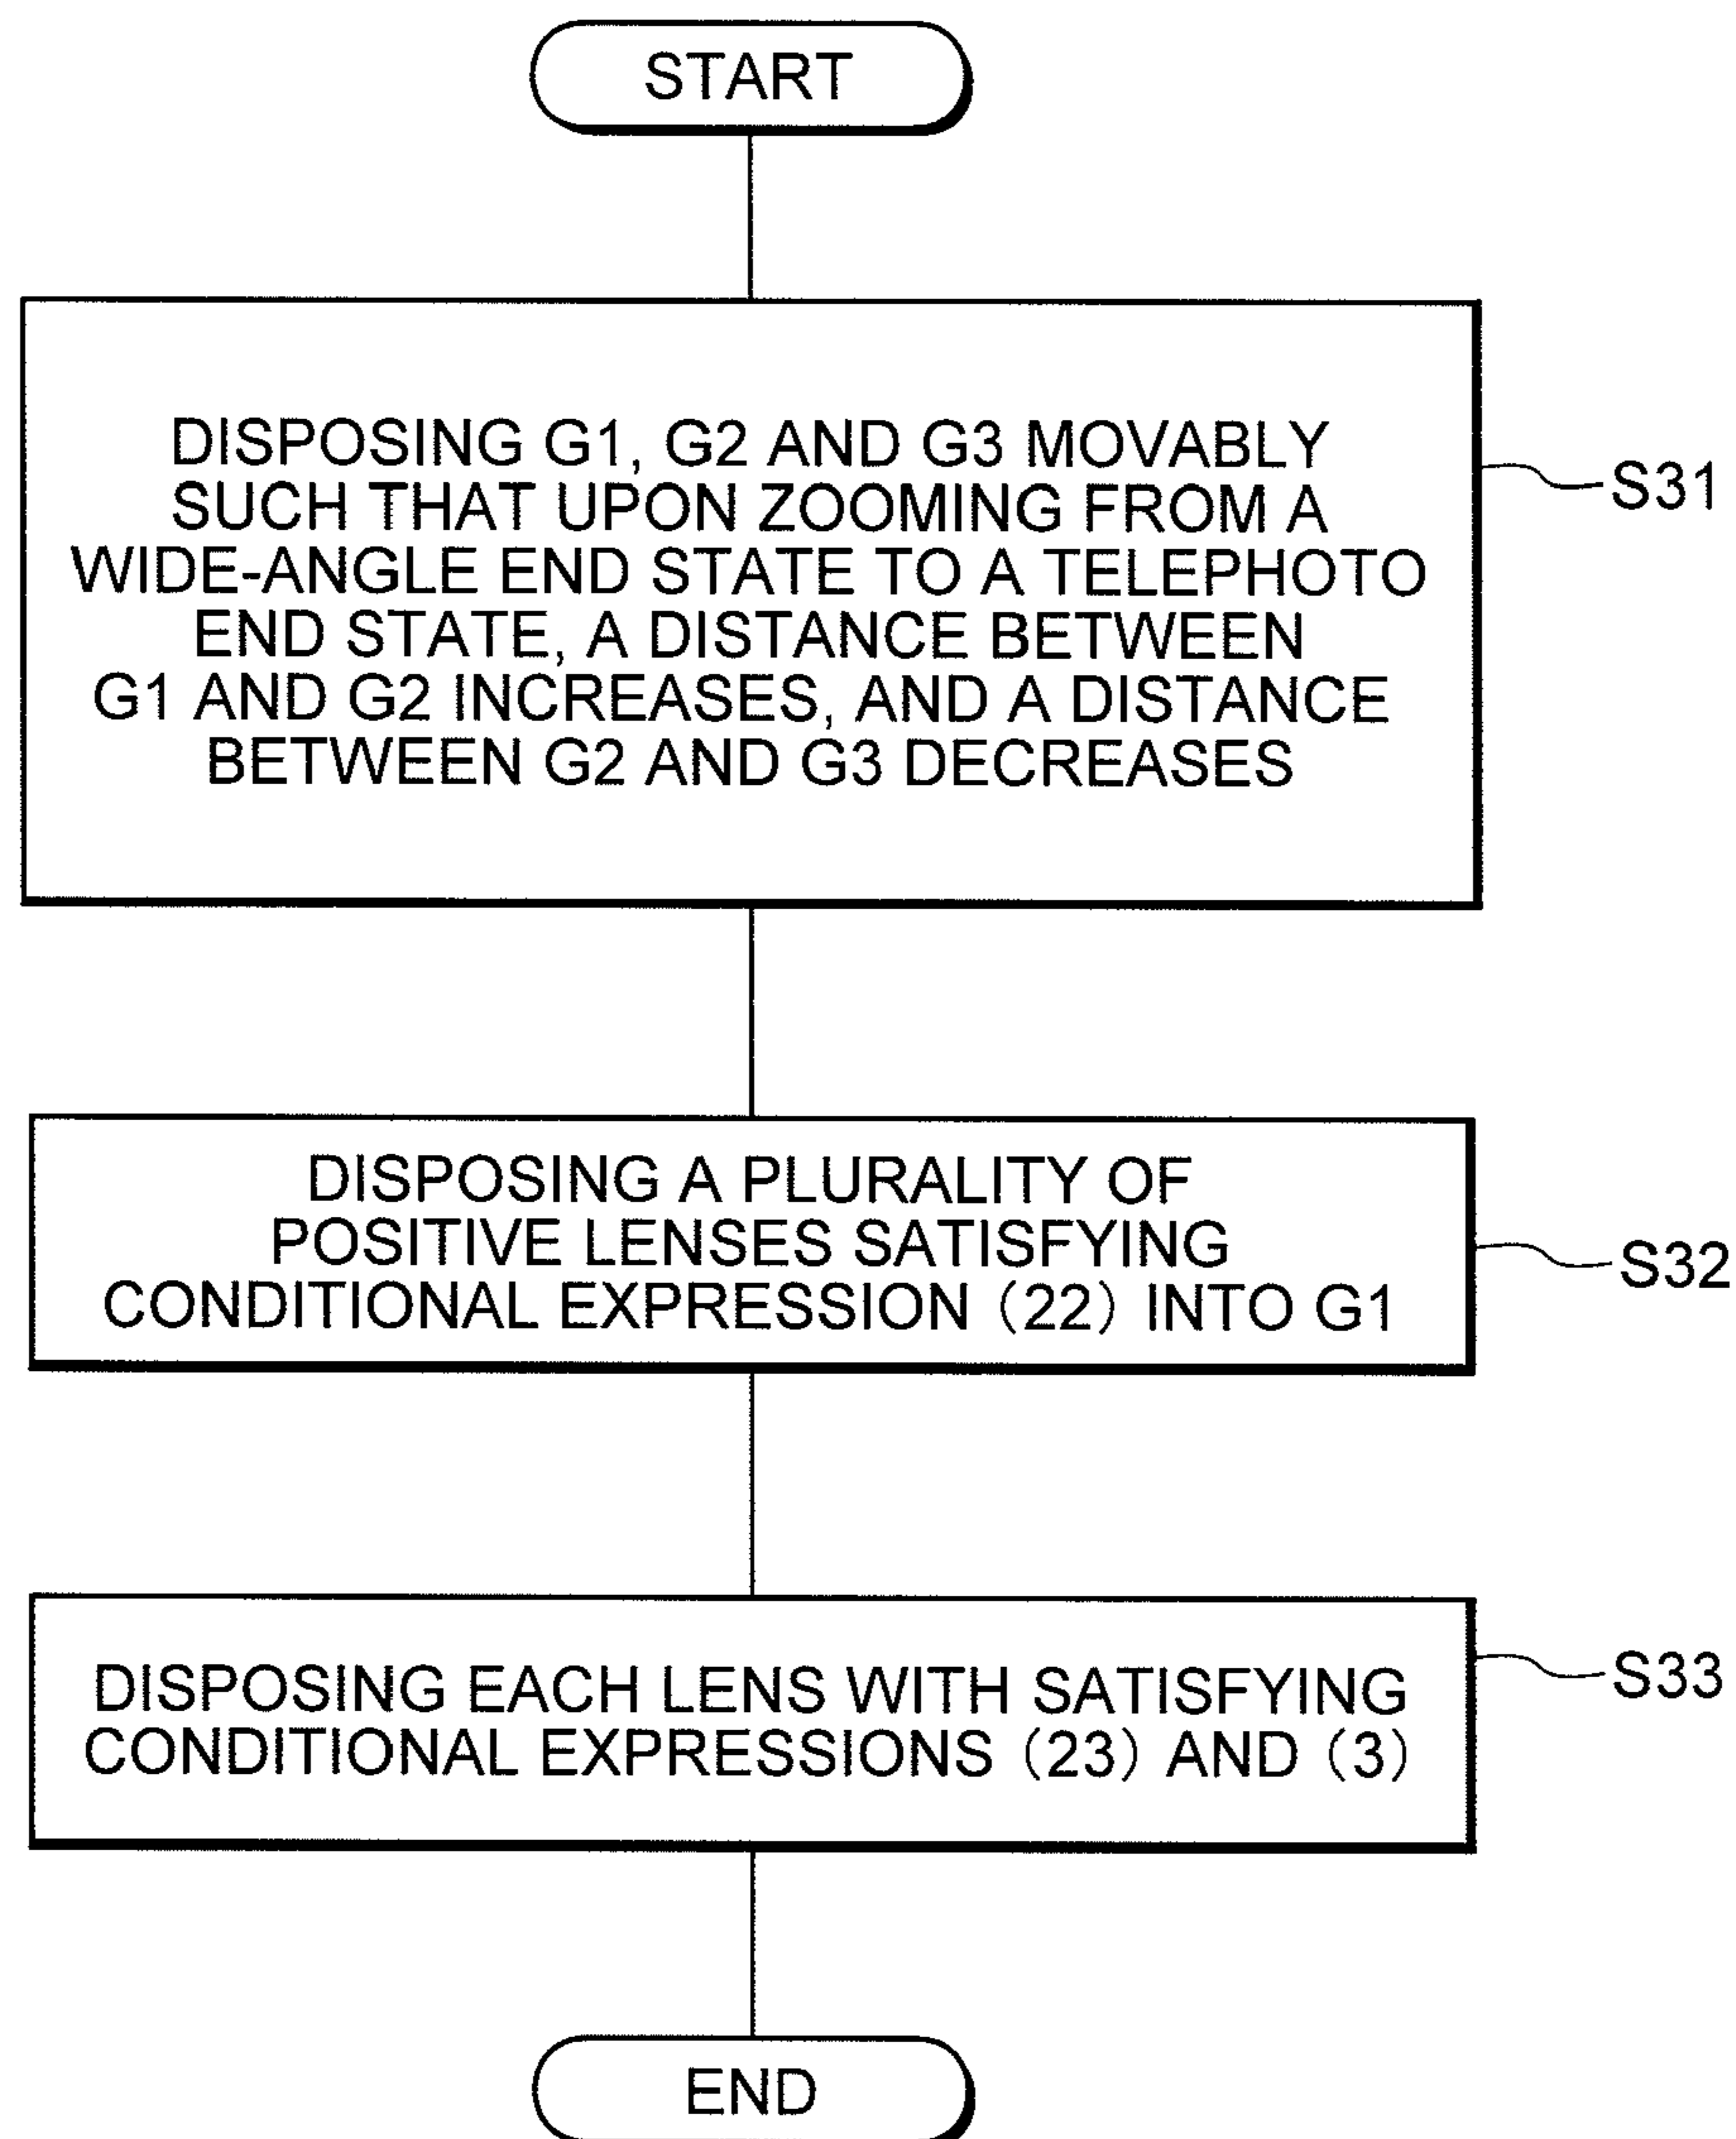 START
DISPOSING G1, G2 AND G3 MOVABLY
SUCH THAT UPON ZOOMING FROM A
WIDE-ANGLE END STATE TO A TELEPHOTO
END STATE, A DISTANCE BETWEEN
G1 AND G2 INCREASES, AND A DISTANCE
BETWEEN G2 AND G3 DECREASES
S31
DISPOSING A PLURALITY OF
POSITIVE LENSES SATISFYING
CONDITIONAL EXPRESSION (22) INTO G1
S32
DISPOSING EACH LENS WITH SATISFYING
CONDITIONAL EXPRESSIONS (23) AND (3)
S33
END